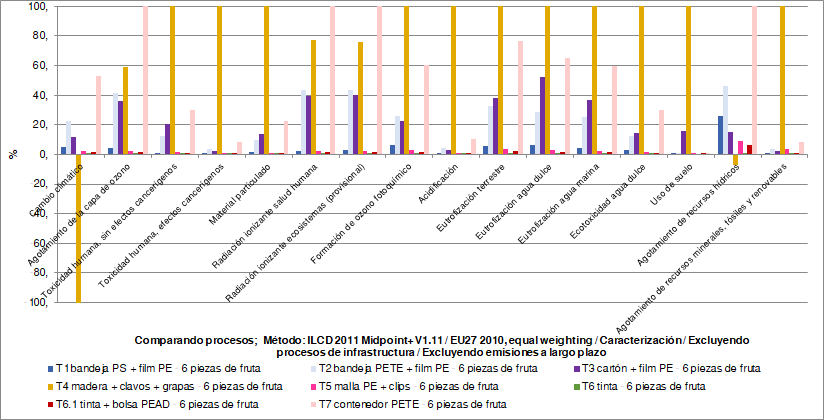 100,
80,
60,
40,
20,
0,
20,
40,
60,
80,
100,
%
Cambio climático
Agotamiento de la capa de ozono
Toxicidad humana, sin efectos cancerígenos
Toxicidad humana, efectos cancerígenos
Material particulado
Radiación ionizante salud humana
Radiación ionizante ecosistemas (provisional)
Formación de ozono fotoquímico
Acidificación
Eutrofización terrestre
Eutrofización agua dulce
Eutrofización agua marina
Ecotoxicidad agua dulce
Uso de suelo
Agotamiento de recursos hídricos
Agotamiento de recursos minerales, fósiles y renovables
Comparando procesos; Método: ILCD 2011 Midpoint+ V1.11 / EU27 2010, equal weighting / Caracterización / Excluyendo
procesos de infrastructura / Excluyendo emisiones a largo plazo
T1 bandeja PS + film PE - 6 piezas de fruta
T2 bandeja PETE + film PE - 6 piezas de fruta
T3 cartón + film PE - 6 piezas de fruta
T4 madera + clavos + grapas - 6 piezas de fruta
T5 malla PE + clips - 6 piezas de fruta
T6 tinta - 6 piezas de fruta
T6.1 tinta + bolsa PEAD - 6 piezas de fruta
T7 contenedor PETE - 6 piezas de fruta